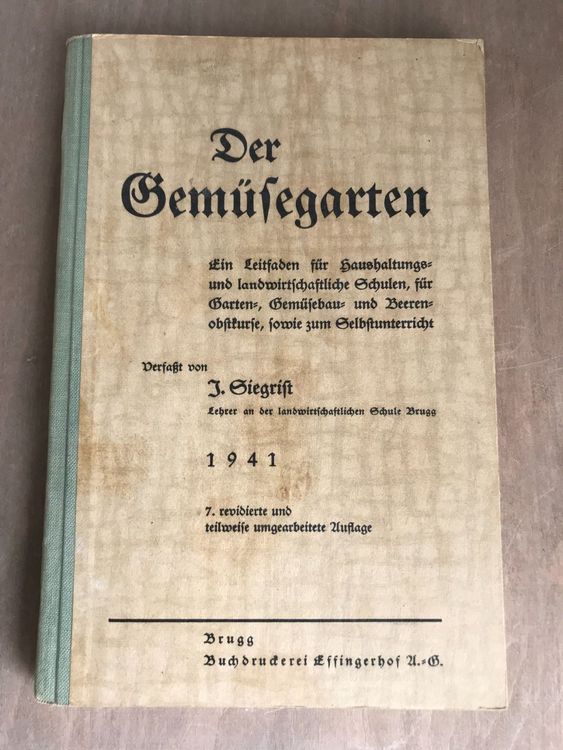 Der
Gemüsegarten
Ein Leitfaden für Haushaltungs-
und landwirtschaftliche Schulen, für
Garten-, Gemüsebau- und Beeren-
obstkurse, sowie zum Selbstunterricht
Verfaßt von
J. Siegrist
Lehrer an der landwirtschaftlichen Schule Brugg
1941
7. revidierte und
teilweise umgearbeitete Auflage
Brugg
Buchdruckerei Effingerhof A.-G.